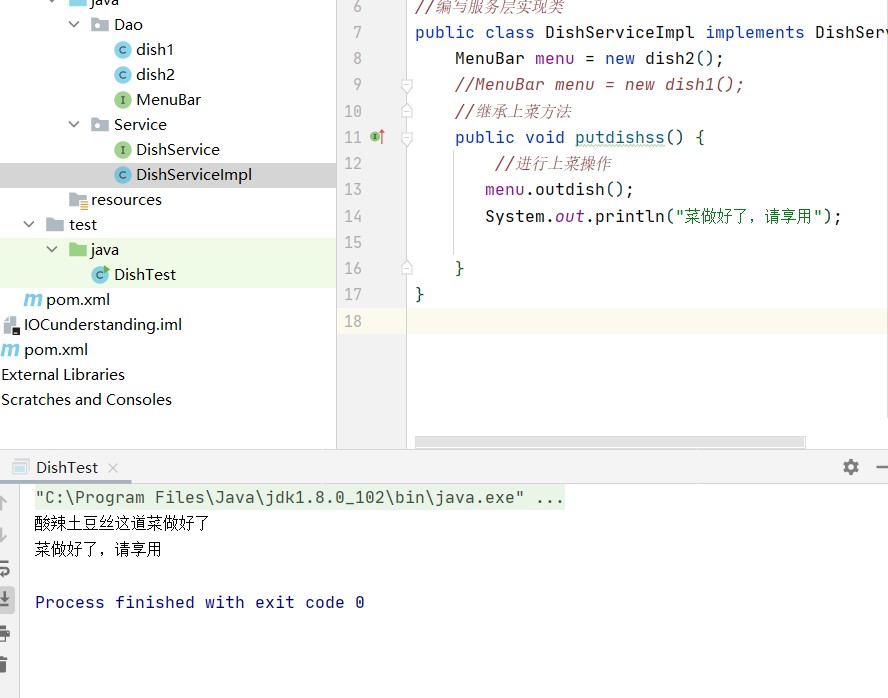 java
Dao
dish1
dish2
MenuBar
Service
DishService
DishServiceImpl
resources
test
java
DishTest
pom.xml
IOCunderstanding.iml
pom.xml
External Libraries
Scratches and Consoles
6 //编写服务层实现类
7 public class DishServiceImpl implements DishServ
8 MenuBar menu = new dish2();
9 //MenuBar menu = new dish1();
10 //继承上菜方法
11 public void putdishss() {
12 //进行上菜操作
13 menu.outdish();
14 System.out.println("菜做好了，请享用");
15
16 }
17 }
18
DishTest
"C:\Program Files\Java\jdk1.8.0_102\bin\java.exe" ...
酸辣土豆丝这道菜做好了
菜做好了，请享用
Process finished with exit code 0